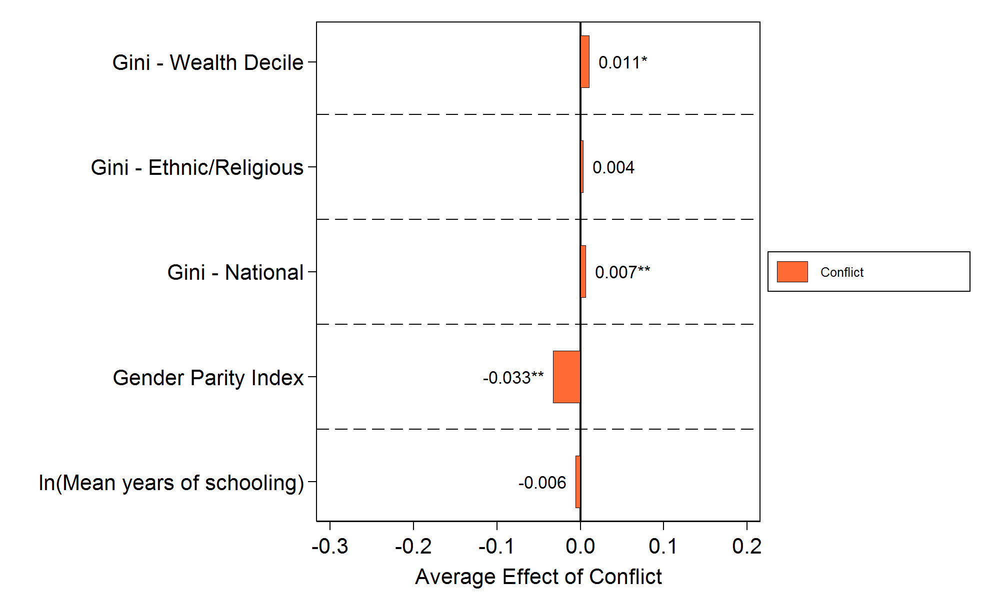 Gini - Wealth Decile
0.011*
Gini - Ethnic/Religious
0.004
Gini - National
0.007**
Conflict
Gender Parity Index
-0.033**
ln(Mean years of schooling)
-0.006
-0.3 -0.2 -0.1 0.0 0.1 0.2
Average Effect of Conflict